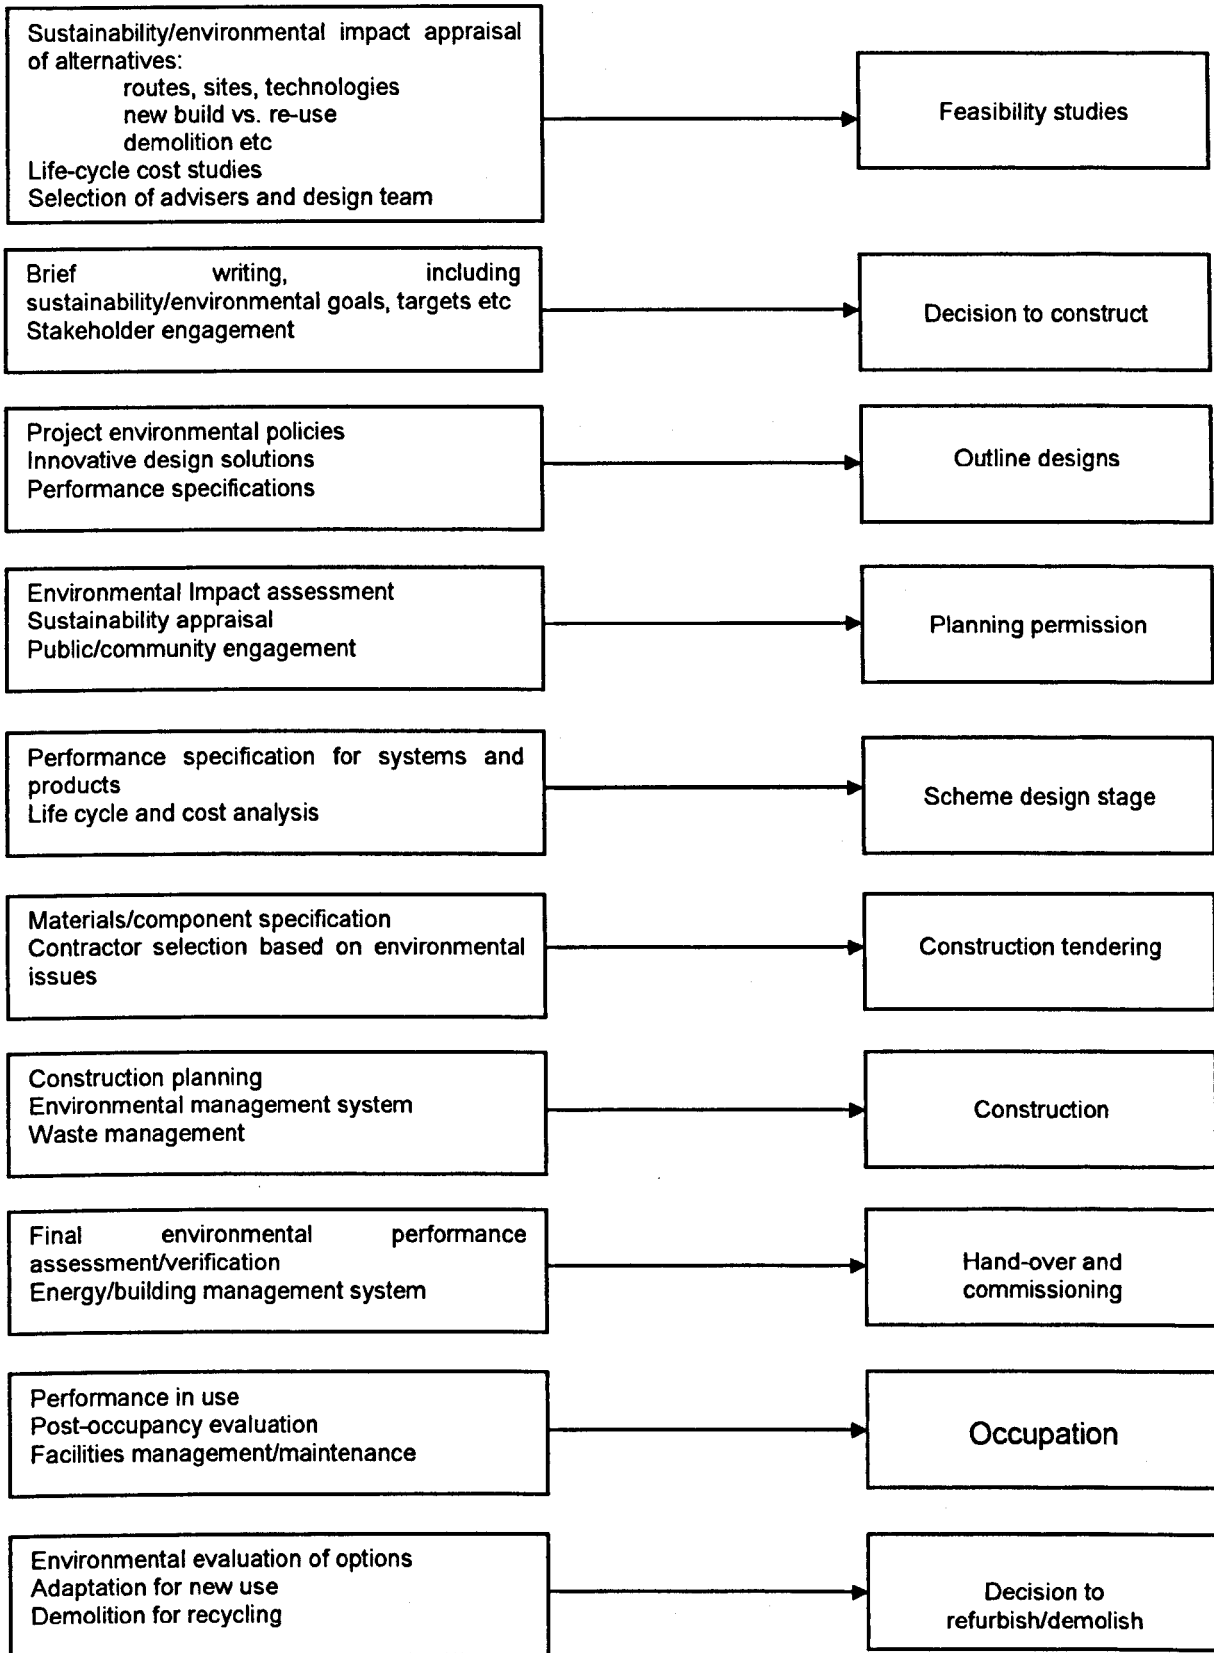 Sustainability/environmental impact appraisal
of alternatives:
routes, sites, technologies
new build vs. re-use
demolition etc
Life-cycle cost studies
Selection of advisers and design team
Feasibility studies
Brief writing, including
sustainability/environmental goals, targets etc
Stakeholder engagement
Decision to construct
Project environmental policies
Innovative design solutions
Performance specifications
Outline designs
Environmental Impact assessment
Sustainability appraisal
Public/community engagement
Planning permission
Performance specification for systems and
products
Life cycle and cost analysis
Scheme design stage
Materials/component specification
Contractor selection based on environmental
issues
Construction tendering
Construction planning
Environmental management system
Waste management
Construction
Final environmental performance
assessment/verification
Energy/building management system
Hand-over and
commissioning
Performance in use
Post-occupancy evaluation
Facilities management/maintenance
Occupation
Environmental evaluation of options
Adaptation for new use
Demolition for recycling
Decision to
refurbish/demolish